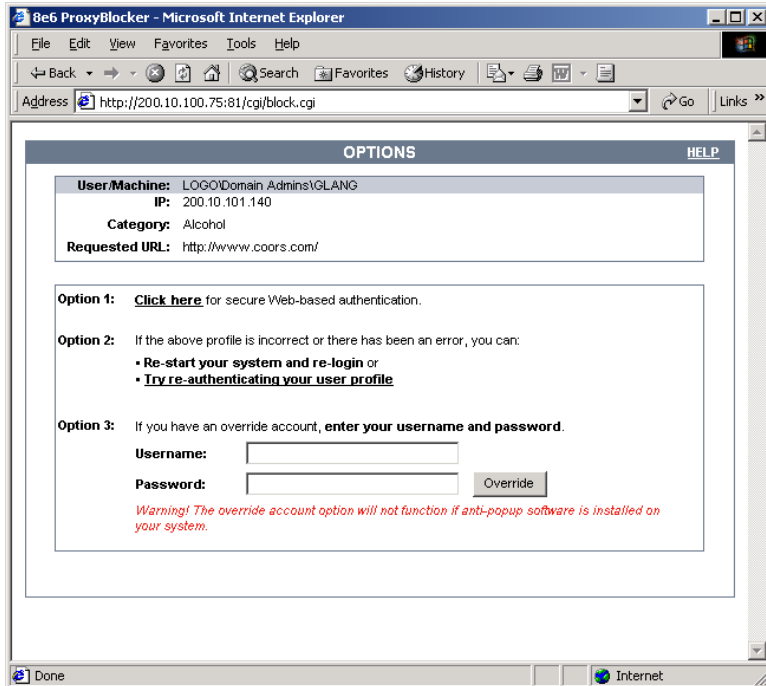 8e6 ProxyBlocker - Microsoft Internet Explorer
File Edit View Favorites Tools Help
Back Search Favorites History
Address http://200.10.100.75:81/cgi/block.cgi Go Links »
OPTIONS HELP
User/Machine: LOGO\Domain Admins\GLANG
IP: 200.10.101.140
Category: Alcohol
Requested URL: http://www.coors.com/
Option 1: Click here for secure Web-based authentication.
Option 2: If the above profile is incorrect or there has been an error, you can:
▪ Re-start your system and re-login or
▪ Try re-authenticating your user profile
Option 3: If you have an override account, enter your username and password.
Username:
Password: Override
Warning! The override account option will not function if anti-popup software is installed on
your system.
Done Internet